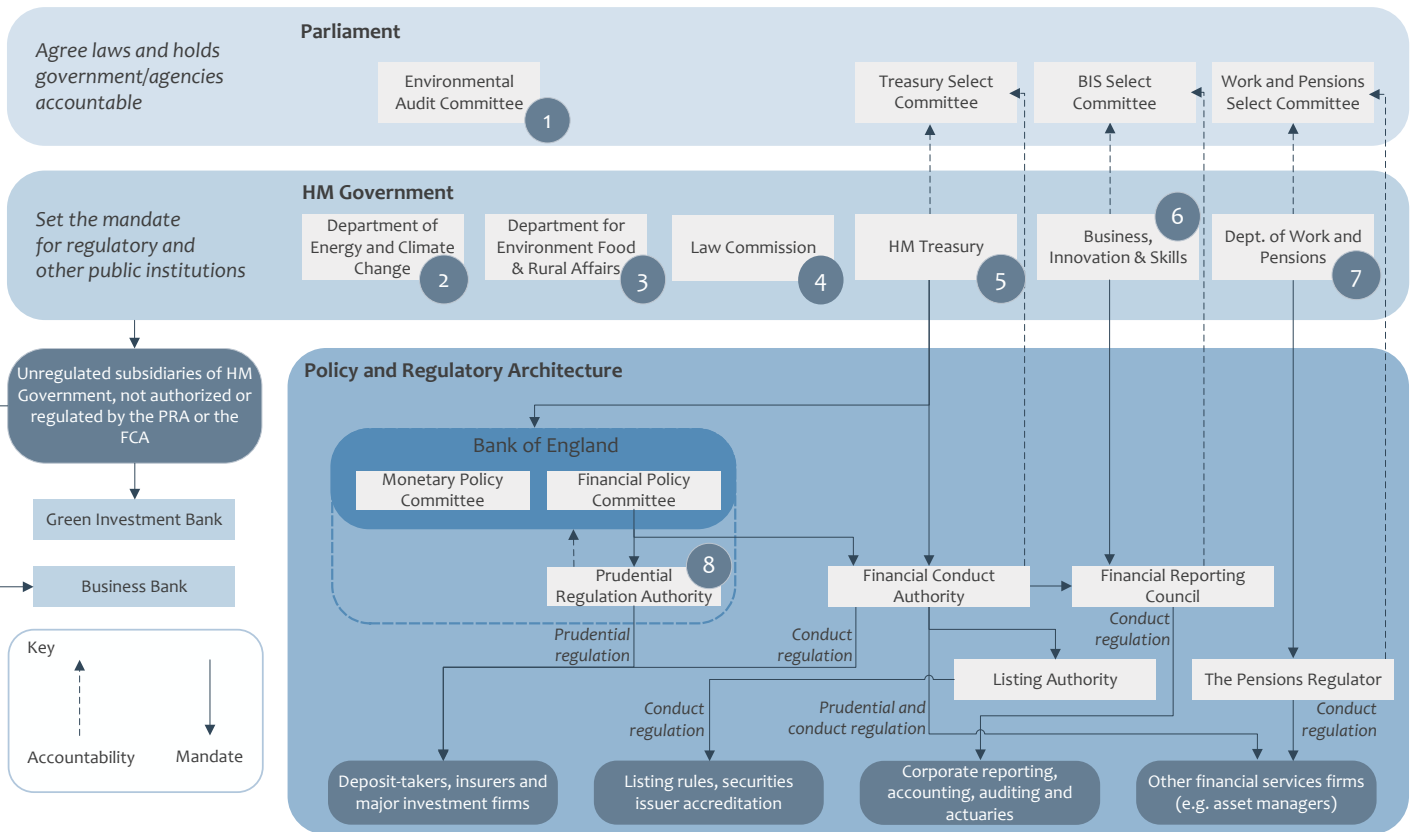 Parliament
Agree laws and holds
government/agencies
accountable
Environmental
Audit Committee
1
Treasury Select
Committee
BIS Select
Committee
Work and Pensions
Select Committee
HM Government
Set the mandate
for regulatory and
other public institutions
Department of
Energy and Climate
Change
2
Department for
Environment Food
& Rural Affairs
3
Law Commission
4
HM Treasury
5
Business,
Innovation & Skills
6
Dept. of Work and
Pensions
7
Unregulated subsidiaries of HM
Government, not authorized or
regulated by the PRA or the
FCA
Green Investment Bank
Business Bank
Key
Accountability
Mandate
Policy and Regulatory Architecture
Bank of England
Monetary Policy
Committee
Financial Policy
Committee
Prudential
Regulation Authority
8
Financial Conduct
Authority
Financial Reporting
Council
Prudential
regulation
Conduct
regulation
Conduct
regulation
Listing Authority
The Pensions Regulator
Conduct
regulation
Prudential and
conduct regulation
Conduct
regulation
Deposit-takers, insurers and
major investment firms
Listing rules, securities
issuer accreditation
Corporate reporting,
accounting, auditing and
actuaries
Other financial services firms
(e.g. asset managers)